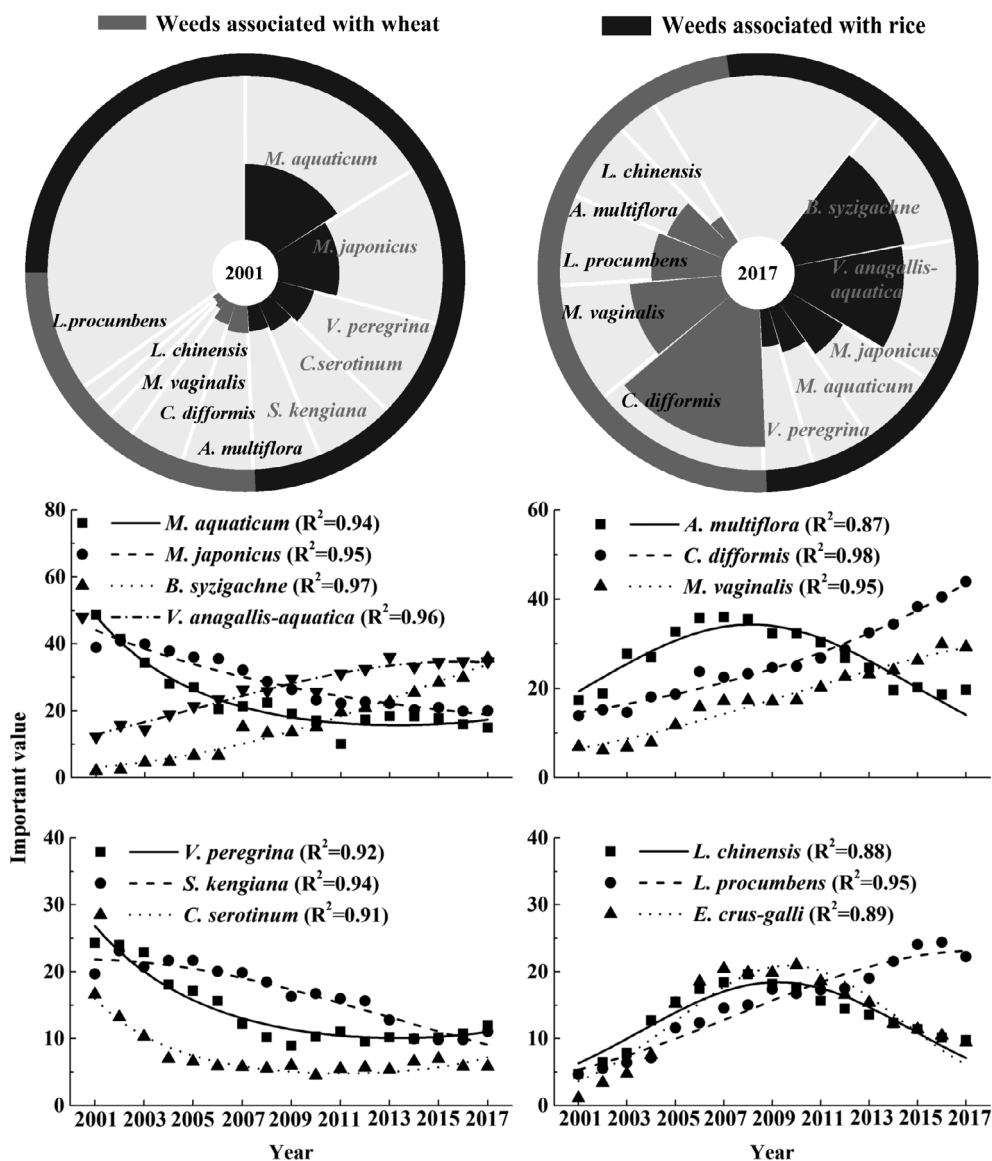 Weeds associated with wheat
Weeds associated with rice
M. aquaticum
M. japonicus
2001
V. peregrina
C.serotinum
S. kengiana
L.procumbens
L. chinensis
M. vaginalis
C. difformis
A. multiflora
L. chinensis
A. multiflora
L. procumbens
M. vaginalis
C. difformis
2017
B. syzigachne
V. anagallis-
aquatica
M. japonicus
M. aquaticum
V. peregrina
Important value
80
60
40
20
0
M. aquaticum (R²=0.94)
M. japonicus (R²=0.95)
B. syzigachne (R²=0.97)
V. anagallis-aquatica (R²=0.96)
60
40
20
0
A. multiflora (R²=0.87)
C. difformis (R²=0.98)
M. vaginalis (R²=0.95)
40
30
20
10
0
V. peregrina (R²=0.92)
S. kengiana (R²=0.94)
C. serotinum (R²=0.91)
2001 2003 2005 2007 2009 2011 2013 2015 2017
Year
40
30
20
10
0
L. chinensis (R²=0.88)
L. procumbens (R²=0.95)
E. crus-galli (R²=0.89)
2001 2003 2005 2007 2009 2011 2013 2015 2017
Year